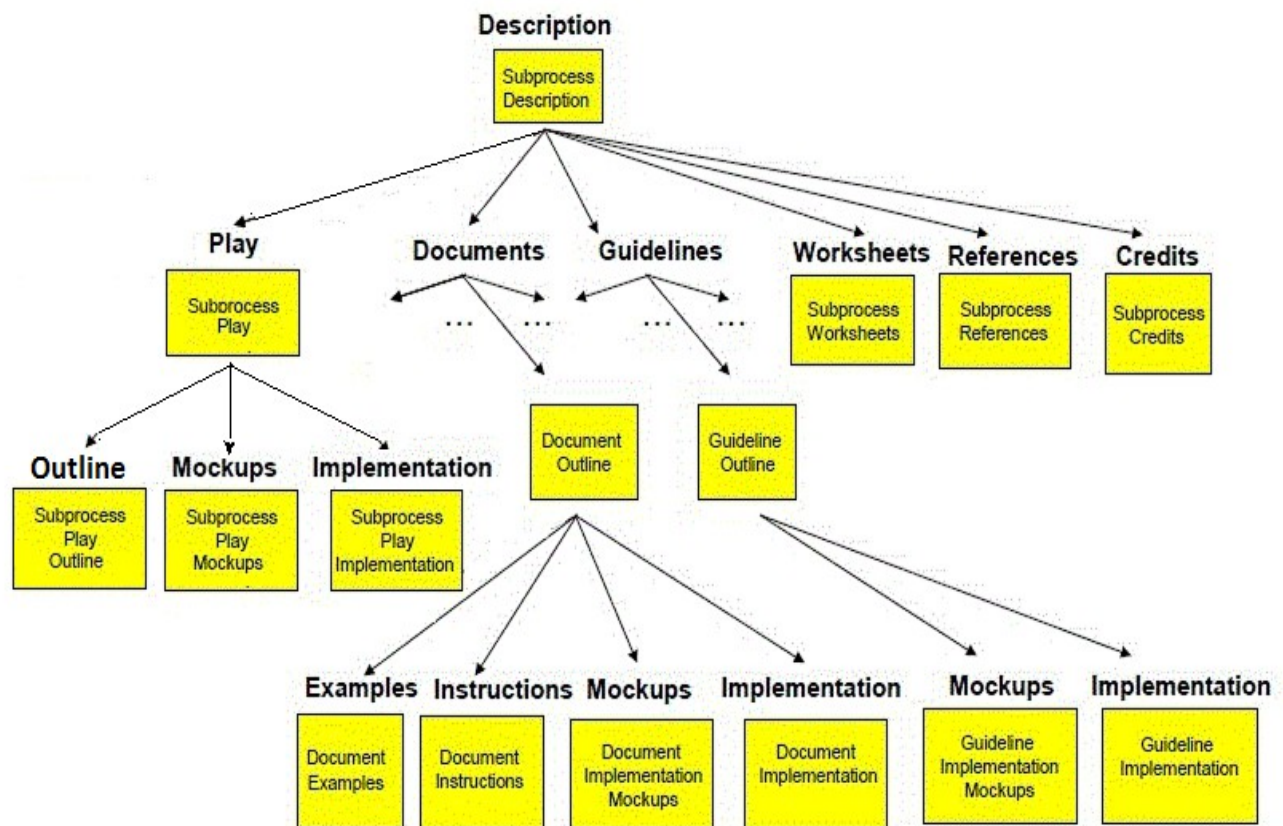 Description
Subprocess
Description
Play
Documents
Guidelines
Worksheets
References
Credits
Subprocess
Play
...
...
...
...
Subprocess
Worksheets
Subprocess
References
Subprocess
Credits
Document
Outline
Guideline
Outline
Outline
Mockups
Implementation
Subprocess
Play
Outline
Subprocess
Play
Mockups
Subprocess
Play
Implementation
Examples
Instructions
Mockups
Implementation
Mockups
Implementation
Document
Examples
Document
Instructions
Document
Implementation
Mockups
Document
Implementation
Guideline
Implementation
Mockups
Guideline
Implementation